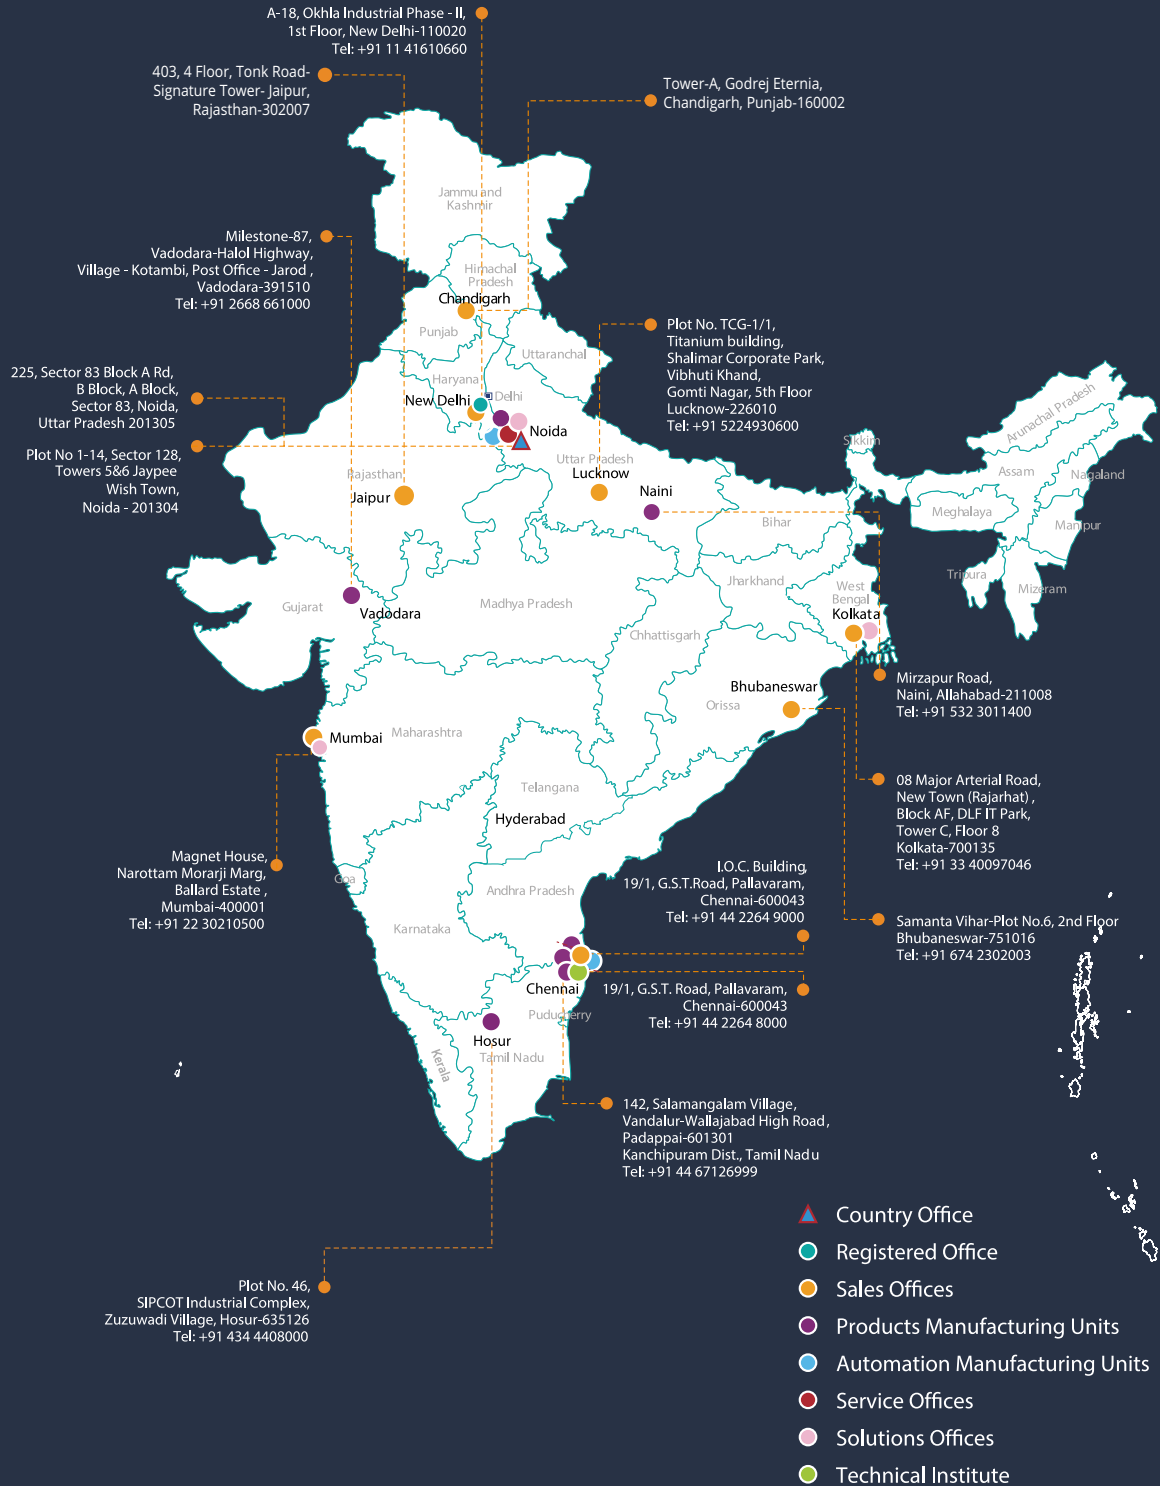 A-18, Okhla Industrial Phase - II,
1st Floor, New Delhi-110020
Tel: +91 11 41610660
403, 4 Floor, Tonk Road-
Signature Tower- Jaipur,
Rajasthan-302007
Tower-A, Godrej Eternia,
Chandigarh, Punjab-160002
Jammu and
Kashmir
Milestone-87,
Vadodara-Halol Highway,
Village - Kotambi, Post Office - Jarod ,
Vadodara-391510
Tel: +91 2668 661000
Himachal
Pradesh
Chandigarh
Punjab
Uttaranchal
Plot No. TCG-1/1,
Titanium building,
Shalimar Corporate Park,
Vibhuti Khand,
Gomti Nagar, 5th Floor
Lucknow-226010
Tel: +91 5224930600
225, Sector 83 Block A Rd,
B Block, A Block,
Sector 83, Noida,
Uttar Pradesh 201305
Haryana
Delhi
New Delhi
Noida
Plot No 1-14, Sector 128,
Towers 5&6 Jaypee
Wish Town,
Noida - 201304
Rajasthan
Jaipur
Uttar Pradesh
Lucknow
Naini
Bihar
Sikkim
Arunachal Pradesh
Assam
Nagaland
Meghalaya
Manipur
Tripura
Mizeram
Gujarat
Vadodara
Madhya Pradesh
Jharkhand
West
Bengal
Kolkata
Chhattisgarh
Bhubaneswar
Orissa
Mirzapur Road,
Naini, Allahabad-211008
Tel: +91 532 3011400
Mumbai
Maharashtra
Telangana
Hyderabad
08 Major Arterial Road,
New Town (Rajarhat) ,
Block AF, DLF IT Park,
Tower C, Floor 8
Kolkata-700135
Tel: +91 33 40097046
Magnet House,
Narottam Morarji Marg,
Ballard Estate ,
Mumbai-400001
Tel: +91 22 30210500
Goa
Andhra Pradesh
Karnataka
I.O.C. Building,
19/1, G.S.T.Road, Pallavaram,
Chennai-600043
Tel: +91 44 2264 9000
Samanta Vihar-Plot No.6, 2nd Floor
Bhubaneswar-751016
Tel: +91 674 2302003
Chennai
19/1, G.S.T. Road, Pallavaram,
Chennai-600043
Tel: +91 44 2264 8000
Puducherry
Hosur
Tamil Nadu
Kerala
142, Salamangalam Village,
Vandalur-Wallajabad High Road,
Padappai-601301
Kanchipuram Dist., Tamil Nadu
Tel: +91 44 67126999
Plot No. 46,
SIPCOT Industrial Complex,
Zuzuwadi Village, Hosur-635126
Tel: +91 434 4408000
Country Office
Registered Office
Sales Offices
Products Manufacturing Units
Automation Manufacturing Units
Service Offices
Solutions Offices
Technical Institute